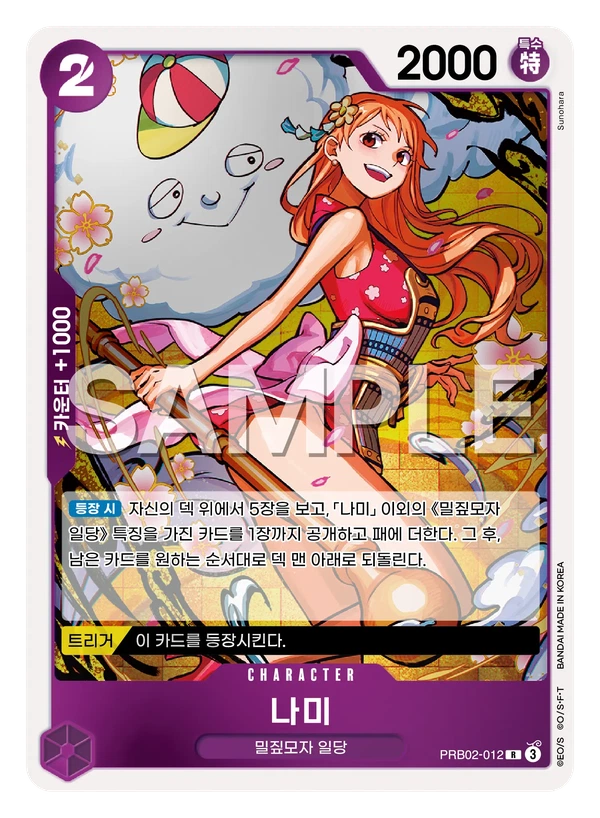 2
2000
특수
特
Sunohara
카운터 +1000
SAMPLE
등장 시 자신의 덱 위에서 5장을 보고, 「나미」 이외의 《밀짚모자
일당》 특징을 가진 카드를 1장까지 공개하고 패에 더한다. 그 후,
남은 카드를 원하는 순서대로 덱 맨 아래로 되돌린다.
트리거 이 카드를 등장시킨다.
CHARACTER
나미
밀짚모자 일당
PRB02-012 R 3
©EO/S ©O/S·F·T BANDAI MADE IN KOREA